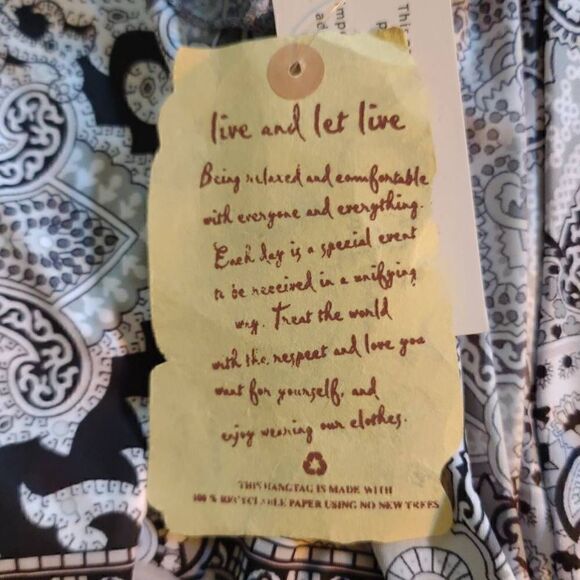 live and let live
Being relaxed and comfortable
with everyone and everything.
Each day is a special event
to be received in a unifying
way. Treat the world
with the respect and love you
want for yourself, and
enjoy wearing our clothes.
THIS HANGTAG IS MADE WITH
100 % RECYCLABLE PAPER USING NO NEW TREES
This